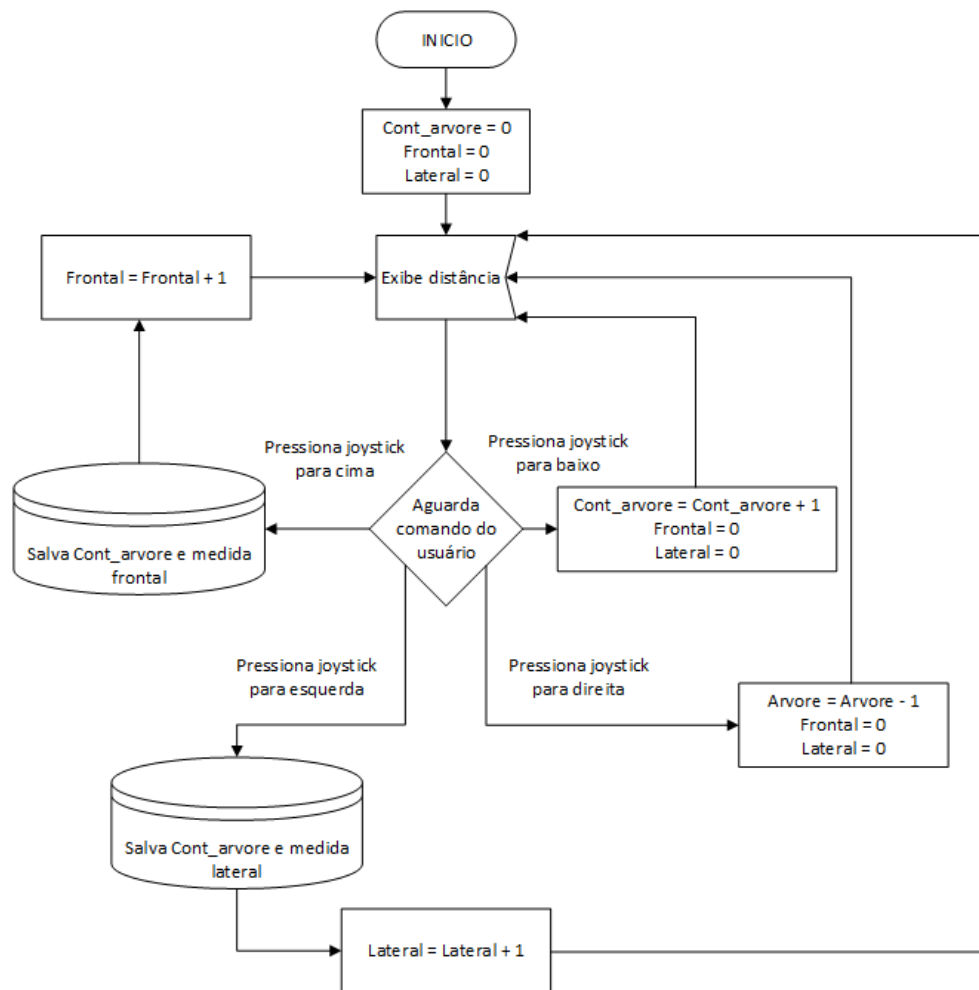 INICIO
Cont_arvore = 0
Frontal = 0
Lateral = 0
Frontal = Frontal + 1
Exibe distância
Pressiona joystick
para cima
Pressiona joystick
para baixo
Salva Cont_arvore e medida
frontal
Aguarda
comando do
usuário
Cont_arvore = Cont_arvore + 1
Frontal = 0
Lateral = 0
Pressiona joystick
para esquerda
Pressiona joystick
para direita
Arvore = Arvore - 1
Frontal = 0
Lateral = 0
Salva Cont_arvore e medida
lateral
Lateral = Lateral + 1